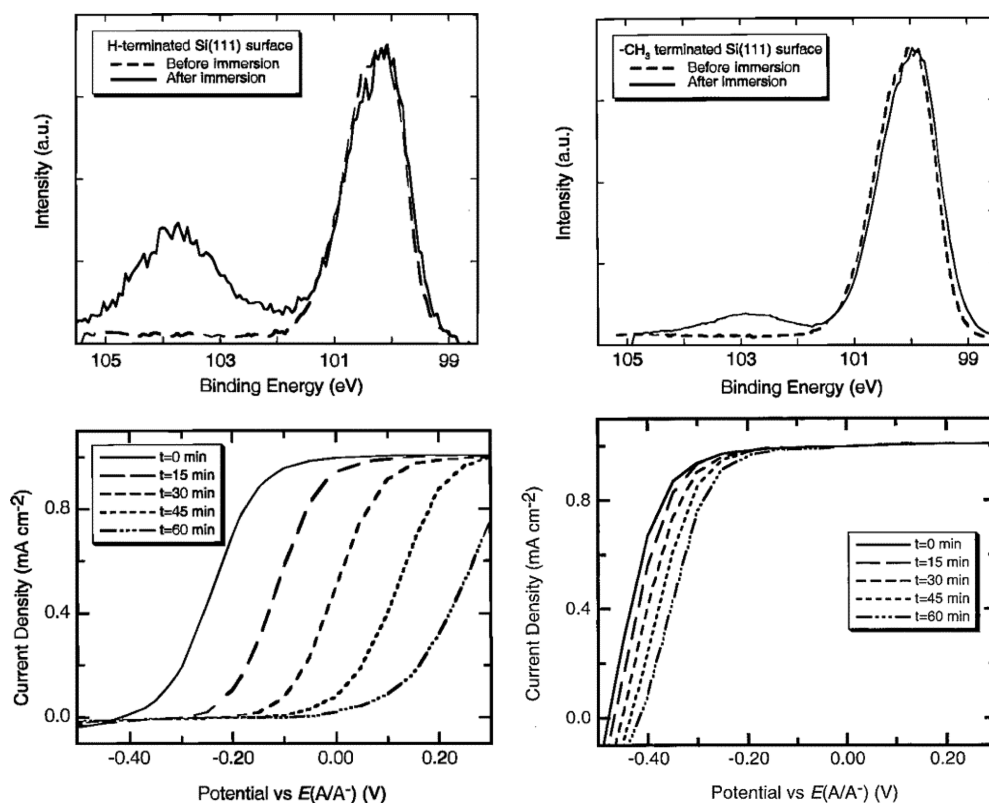 H-terminated Si(111) surface
Before immersion
After immersion
Intensity (a.u.)
105
103
101
99
Binding Energy (eV)
-CH₃ terminated Si(111) surface
Before immersion
After immersion
Intensity (a.u.)
105
103
101
99
Binding Energy (eV)
t=0 min
t=15 min
t=30 min
t=45 min
t=60 min
Current Density (mA cm⁻²)
0.8
0.4
0.0
-0.40
-0.20
0.00
0.20
Potential vs E(A/A⁻) (V)
t=0 min
t=15 min
t=30 min
t=45 min
t=60 min
Current Density (mA cm⁻²)
0.8
0.4
0.0
-0.40
-0.20
0.00
0.20
Potential vs E(A/A⁻) (V)